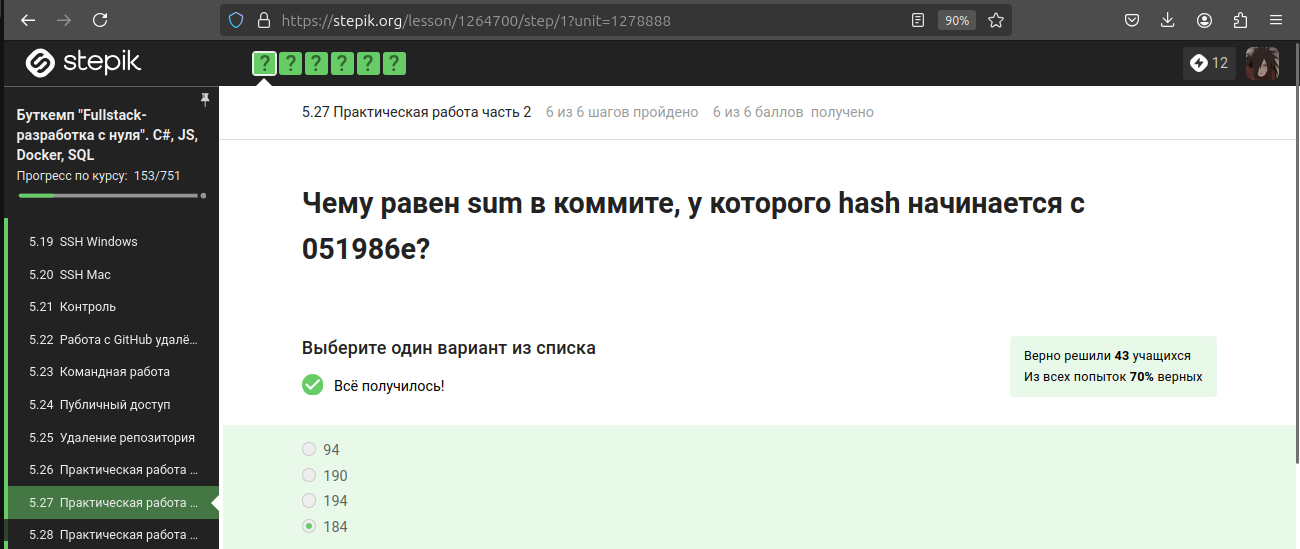 https://stepik.org/lesson/1264700/step/1?unit=1278888
90%
stepik
? ? ? ? ? ?
12
Буткемп "Fullstack-
разработка с нуля". C#, JS,
Docker, SQL
Прогресс по курсу: 153/751
5.19 SSH Windows
5.20 SSH Mac
5.21 Контроль
5.22 Работа с GitHub удалё...
5.23 Командная работа
5.24 Публичный доступ
5.25 Удаление репозитория
5.26 Практическая работа ...
5.27 Практическая работа ...
5.28 Практическая работа ...
5.27 Практическая работа часть 2 6 из 6 шагов пройдено 6 из 6 баллов получено
Чему равен sum в коммите, у которого hash начинается с
051986e?
Выберите один вариант из списка
Всё получилось!
Верно решили 43 учащихся
Из всех попыток 70% верных
94
190
194
184